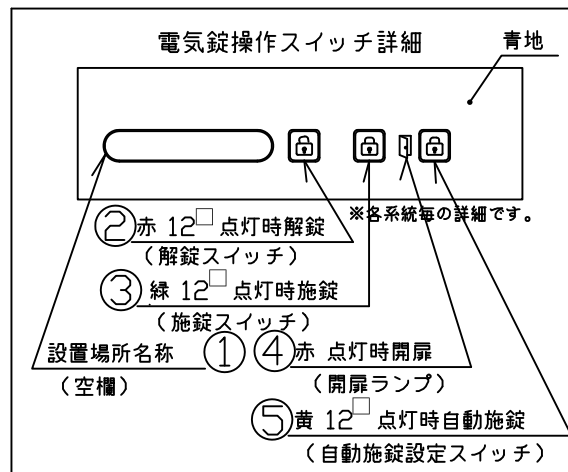 電気錠操作スイッチ詳細
青地
※各系統毎の詳細です。
② 赤 12□ 点灯時解錠
(解錠スイッチ)
③ 緑 12□ 点灯時施錠
(施錠スイッチ)
設置場所名称 ①
(空欄)
④ 赤 点灯時開扉
(開扉ランプ)
⑤ 黄 12□ 点灯時自動施錠
(自動施錠設定スイッチ)